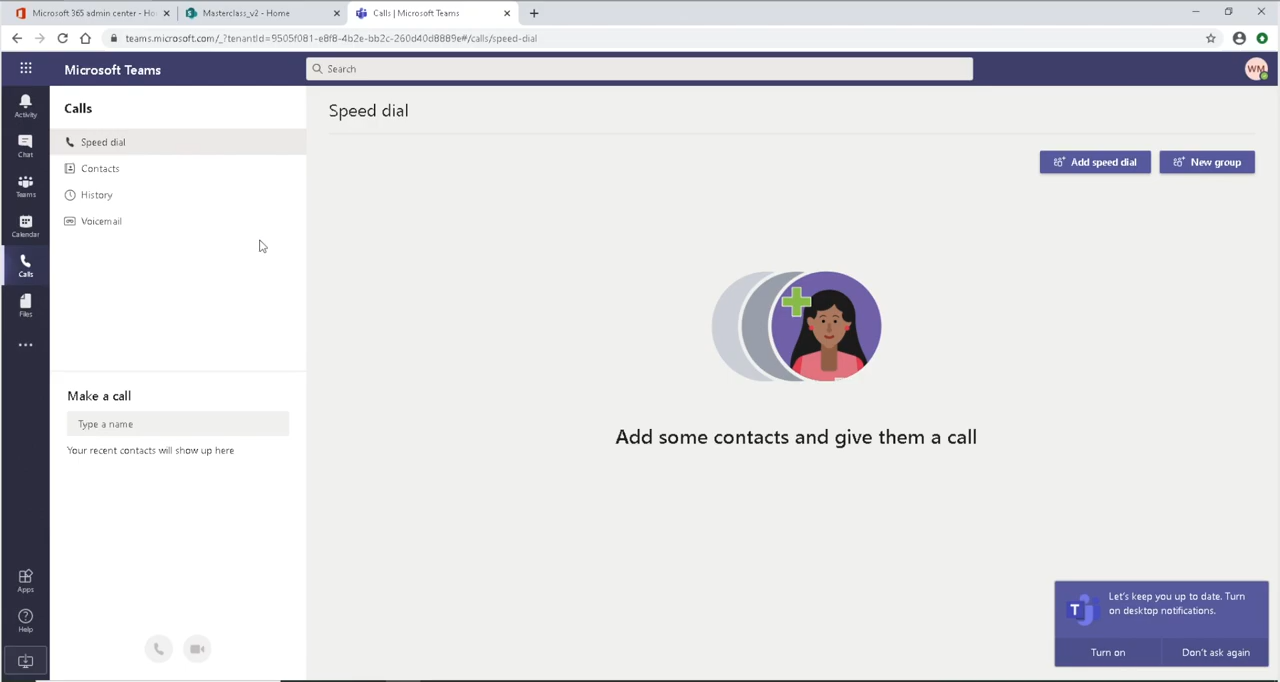 Microsoft 365 admin center - Ho
Masterclass_v2 - Home
Calls | Microsoft Teams
teams.microsoft.com/_?tenantId=9505f081-e8f8-4b2e-bb2c-260d40d8889e#/calls/speed-dial
Microsoft Teams
Search
WM
Activity
Chat
Teams
Calendar
Calls
Files
Apps
Help
Calls
Speed dial
Contacts
History
Voicemail
Make a call
Type a name
Your recent contacts will show up here
Speed dial
Add speed dial
New group
Add some contacts and give them a call
T
Let's keep you up to date. Turn
on desktop notifications.
Turn on
Don't ask again